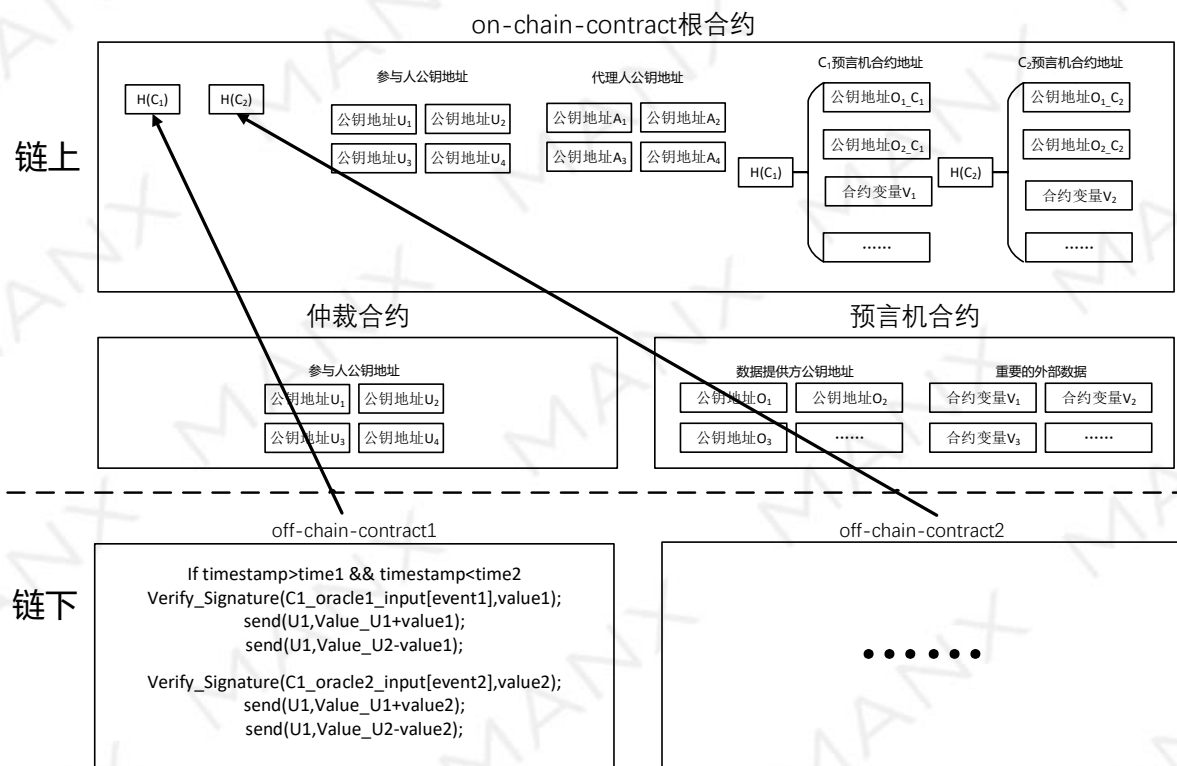 on-chain-contract根合约
链上
H(C₁)
H(C₂)
参与人公钥地址
公钥地址U₁
公钥地址U₂
公钥地址U₃
公钥地址U₄
代理人公钥地址
公钥地址A₁
公钥地址A₂
公钥地址A₃
公钥地址A₄
C₁预言机合约地址
H(C₁)
公钥地址O₁_C₁
公钥地址O₂_C₁
合约变量V₁
……
C₂预言机合约地址
H(C₂)
公钥地址O₁_C₂
公钥地址O₂_C₂
合约变量V₂
……
仲裁合约
参与人公钥地址
公钥地址U₁
公钥地址U₂
公钥地址U₃
公钥地址U₄
预言机合约
数据提供方公钥地址
公钥地址O₁
公钥地址O₂
公钥地址O₃
……
重要的外部数据
合约变量V₁
合约变量V₂
合约变量V₃
……
链下
off-chain-contract1
If timestamp>time1 && timestamp<time2
Verify_Signature(C1_oracle1_input[event1],value1);
send(U1,Value_U1+value1);
send(U1,Value_U2-value1);
Verify_Signature(C1_oracle2_input[event2],value2);
send(U1,Value_U1+value2);
send(U1,Value_U2-value2);
off-chain-contract2
······
MANX